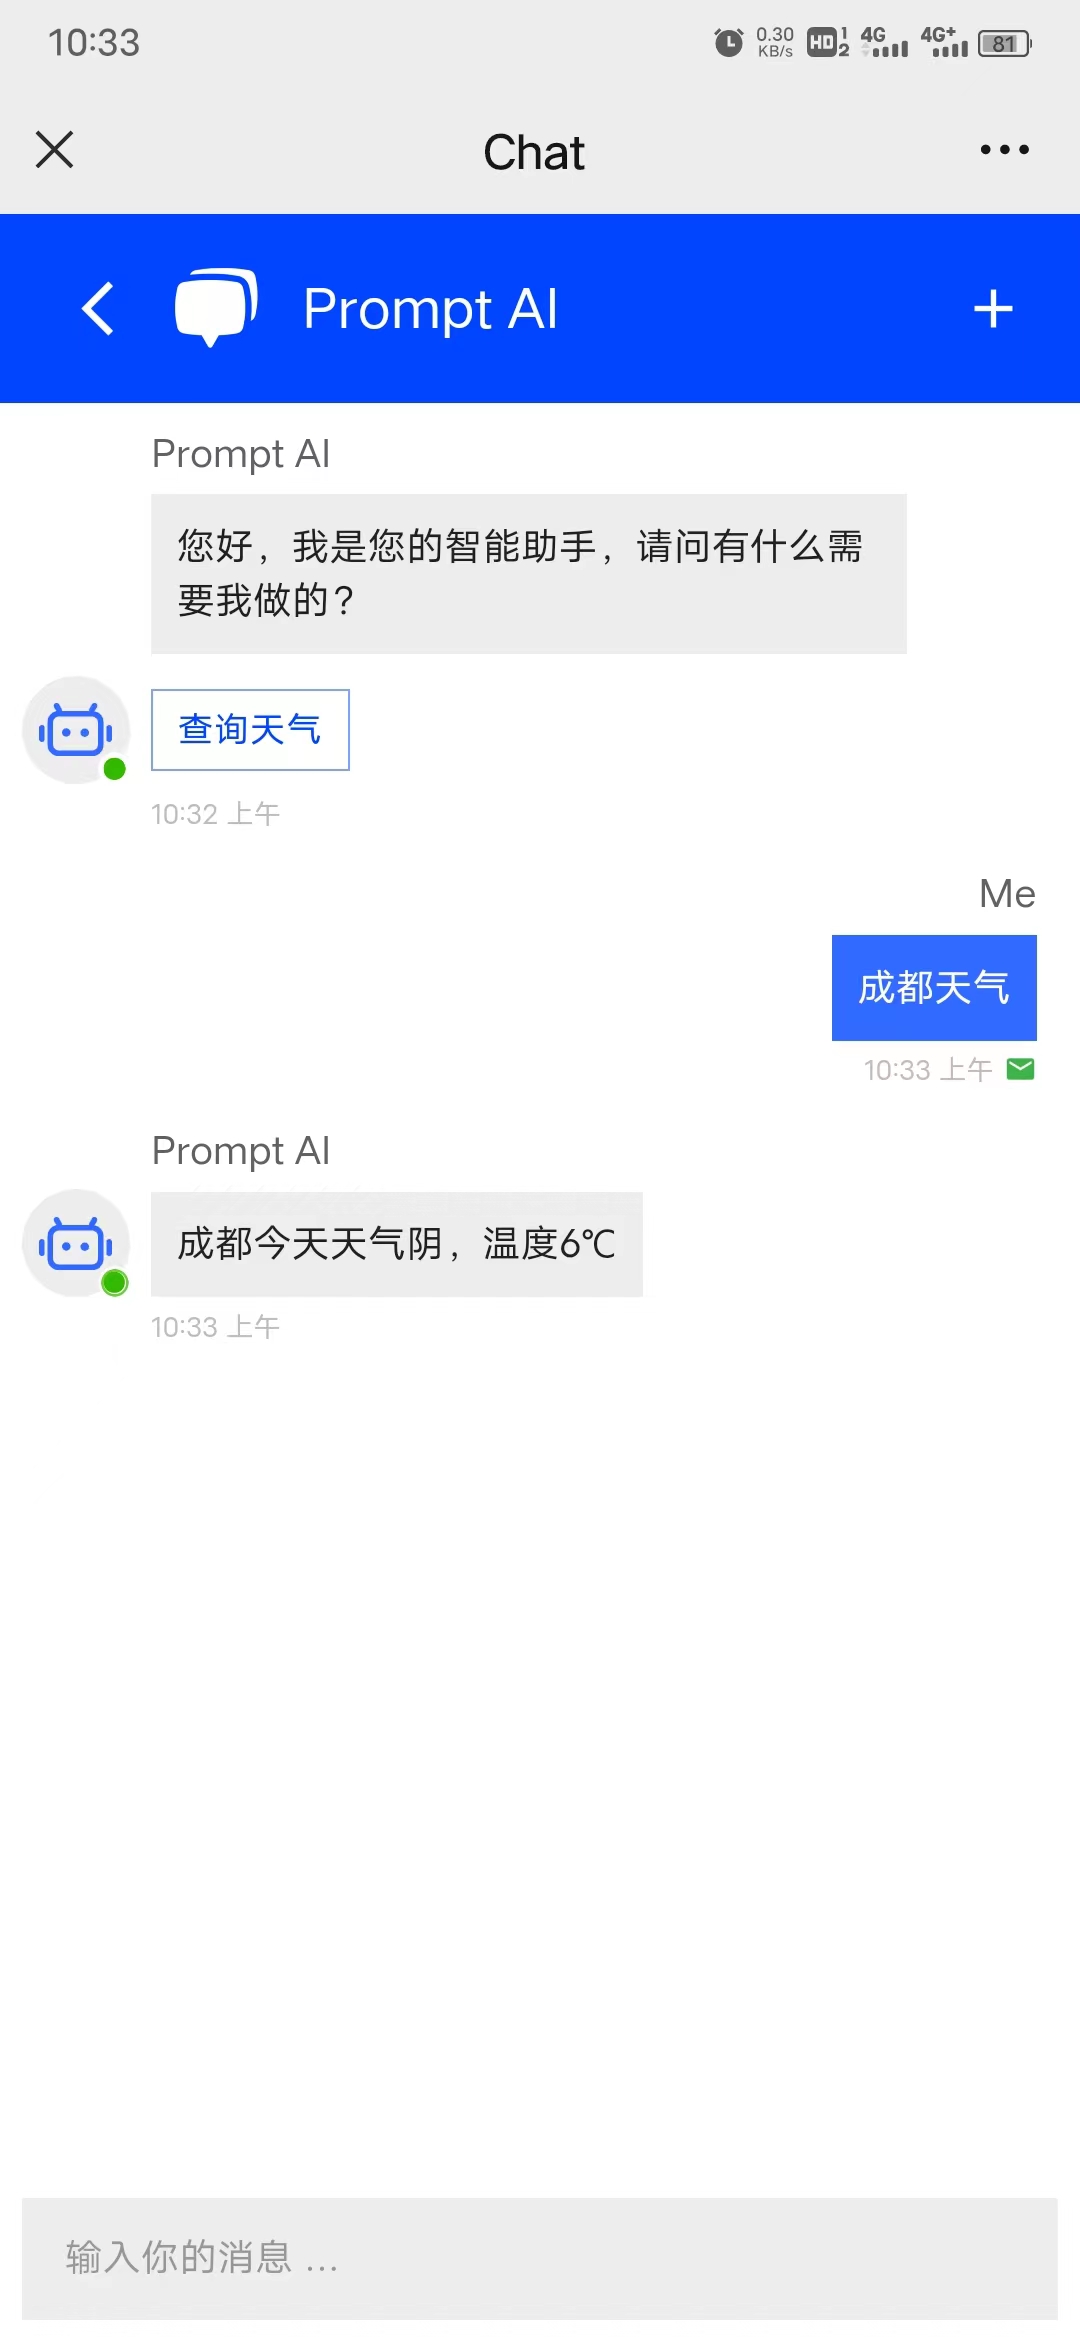 10:33
0.30
KB/s
HD 1
2
4G
4G+
81
Chat
Prompt AI
Prompt AI
您好，我是您的智能助手，请问有什么需
要我做的？
查询天气
10:32 上午
Me
成都天气
10:33 上午
Prompt AI
成都今天天气阴，温度6℃
10:33 上午
输入你的消息 ...